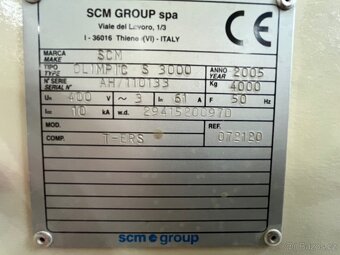 SCM GROUP spa
Viale del Lavoro, 1/3
I - 36016 Thiene (VI) - ITALY
CE
MARCA MAKE SCM
TIPO TYPE OLIMPIC S 3000 ANNO YEAR 2005
N° SERIE SERIAL N° AH/110133 Kg 4000
Un 400 V ~ 3 In 61 A F 50 Hz
Icc 10 kA w.d. 29415200970
MOD. REF.
COMP. T-ERS 072120
scm group